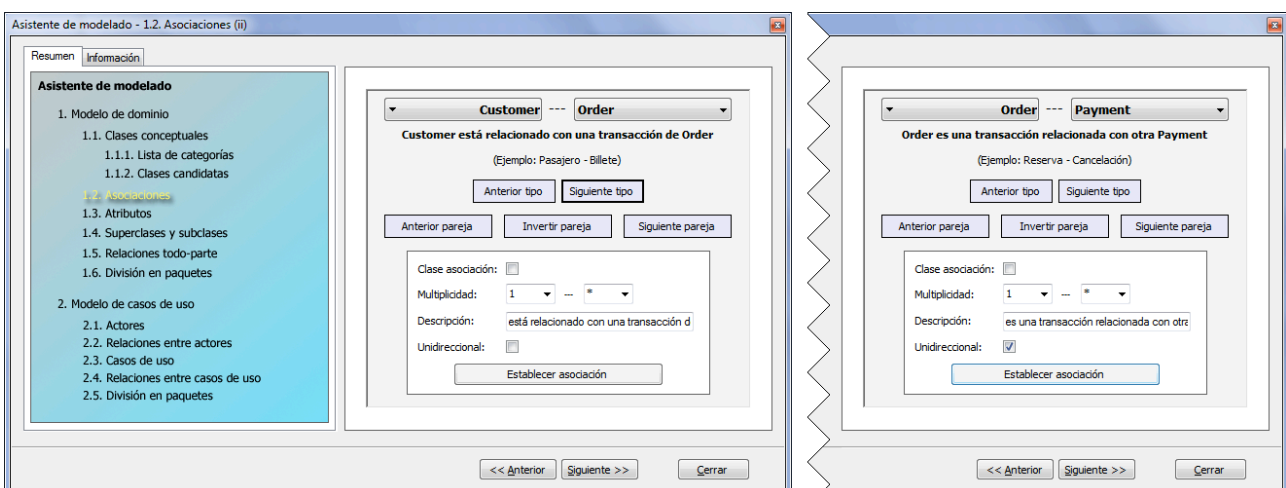 Asistente de modelado - 1.2. Asociaciones (ii)
Resumen Información
Asistente de modelado
1. Modelo de dominio
1.1. Clases conceptuales
1.1.1. Lista de categorías
1.1.2. Clases candidatas
1.2. Asociaciones
1.3. Atributos
1.4. Superclases y subclases
1.5. Relaciones todo-parte
1.6. División en paquetes
2. Modelo de casos de uso
2.1. Actores
2.2. Relaciones entre actores
2.3. Casos de uso
2.4. Relaciones entre casos de uso
2.5. División en paquetes
Customer --- Order
Customer está relacionado con una transacción de Order
(Ejemplo: Pasajero - Billete)
Anterior tipo Siguiente tipo
Anterior pareja Invertir pareja Siguiente pareja
Clase asociación:
Multiplicidad: 1 --- *
Descripción: está relacionado con una transacción d
Unidireccional:
Establecer asociación
<< Anterior Siguiente >> Cerrar
Order --- Payment
Order es una transacción relacionada con otra Payment
(Ejemplo: Reserva - Cancelación)
Anterior tipo Siguiente tipo
Anterior pareja Invertir pareja Siguiente pareja
Clase asociación:
Multiplicidad: 1 --- *
Descripción: es una transacción relacionada con otra
Unidireccional:
Establecer asociación
<< Anterior Siguiente >> Cerrar